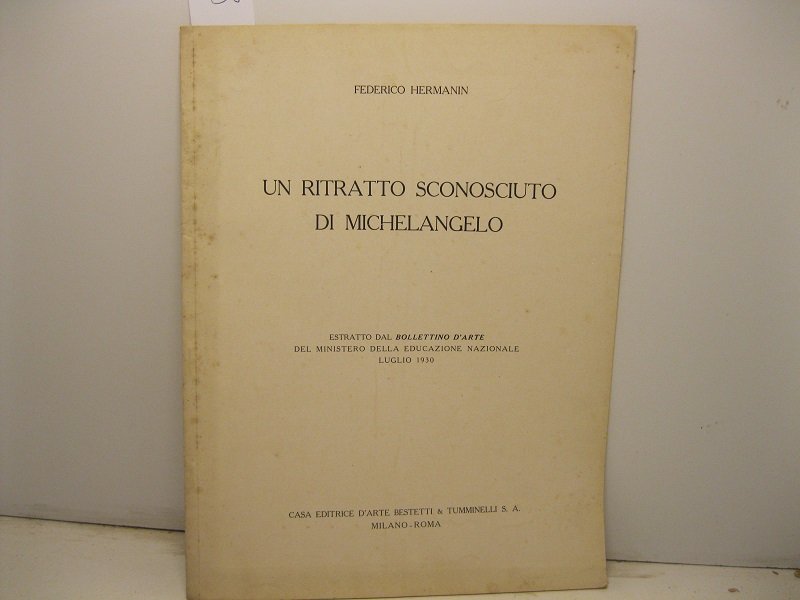 FEDERICO HERMANIN
UN RITRATTO SCONOSCIUTO
DI MICHELANGELO
ESTRATTO DAL BOLLETTINO D'ARTE
DEL MINISTERO DELLA EDUCAZIONE NAZIONALE
LUGLIO 1930
CASA EDITRICE D'ARTE BESTETTI & TUMMINELLI S. A.
MILANO-ROMA